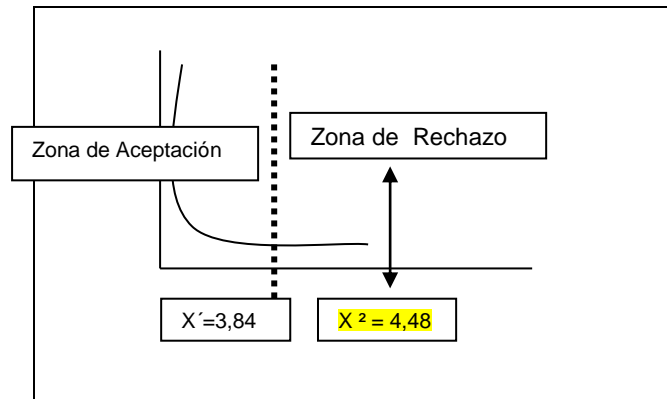 Zona de Aceptación
Zona de Rechazo
X´=3,84
X ² = 4,48